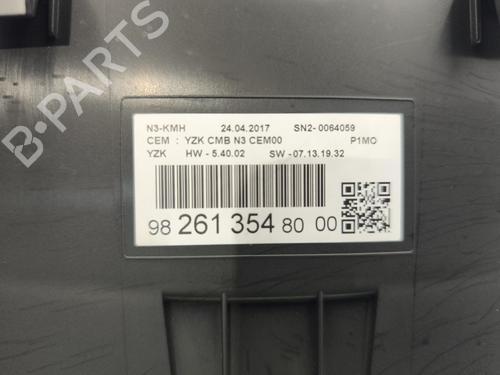 N3-KMH 24.04.2017 SN2-0064059
CEM : YZK CMB N3 CEM00 P1MO
YZK HW - 5.40.02 SW -07.13.19.32
98 261 354 80 00
B-PARTS